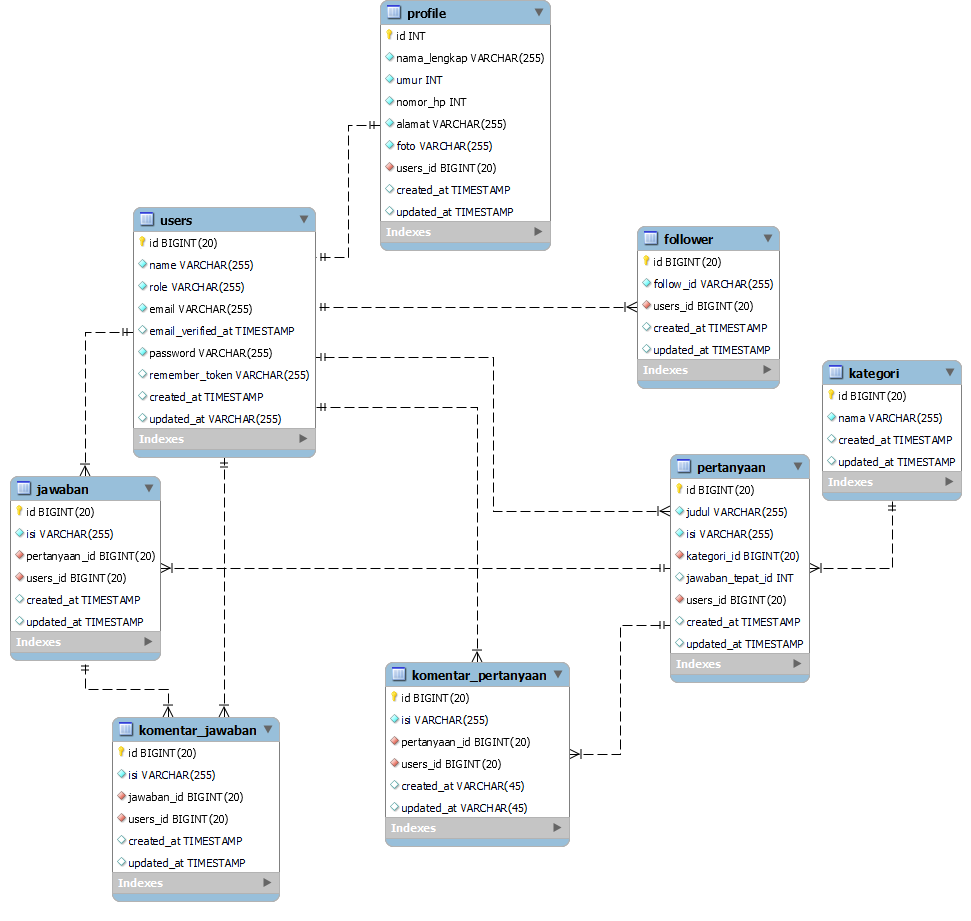 profile
id INT
nama_lengkap VARCHAR(255)
umur INT
nomor_hp INT
alamat VARCHAR(255)
foto VARCHAR(255)
users_id BIGINT(20)
created_at TIMESTAMP
updated_at TIMESTAMP
Indexes
users
id BIGINT(20)
name VARCHAR(255)
role VARCHAR(255)
email VARCHAR(255)
email_verified_at TIMESTAMP
password VARCHAR(255)
remember_token VARCHAR(255)
created_at TIMESTAMP
updated_at VARCHAR(255)
Indexes
follower
id BIGINT(20)
follow_id VARCHAR(255)
users_id BIGINT(20)
created_at TIMESTAMP
updated_at TIMESTAMP
Indexes
kategori
id BIGINT(20)
nama VARCHAR(255)
created_at TIMESTAMP
updated_at TIMESTAMP
Indexes
pertanyaan
id BIGINT(20)
judul VARCHAR(255)
isi VARCHAR(255)
kategori_id BIGINT(20)
jawaban_tepat_id INT
users_id BIGINT(20)
created_at TIMESTAMP
updated_at TIMESTAMP
Indexes
jawaban
id BIGINT(20)
isi VARCHAR(255)
pertanyaan_id BIGINT(20)
users_id BIGINT(20)
created_at TIMESTAMP
updated_at TIMESTAMP
Indexes
komentar_pertanyaan
id BIGINT(20)
isi VARCHAR(255)
pertanyaan_id BIGINT(20)
users_id BIGINT(20)
created_at VARCHAR(45)
updated_at VARCHAR(45)
Indexes
komentar_jawaban
id BIGINT(20)
isi VARCHAR(255)
jawaban_id BIGINT(20)
users_id BIGINT(20)
created_at TIMESTAMP
updated_at TIMESTAMP
Indexes